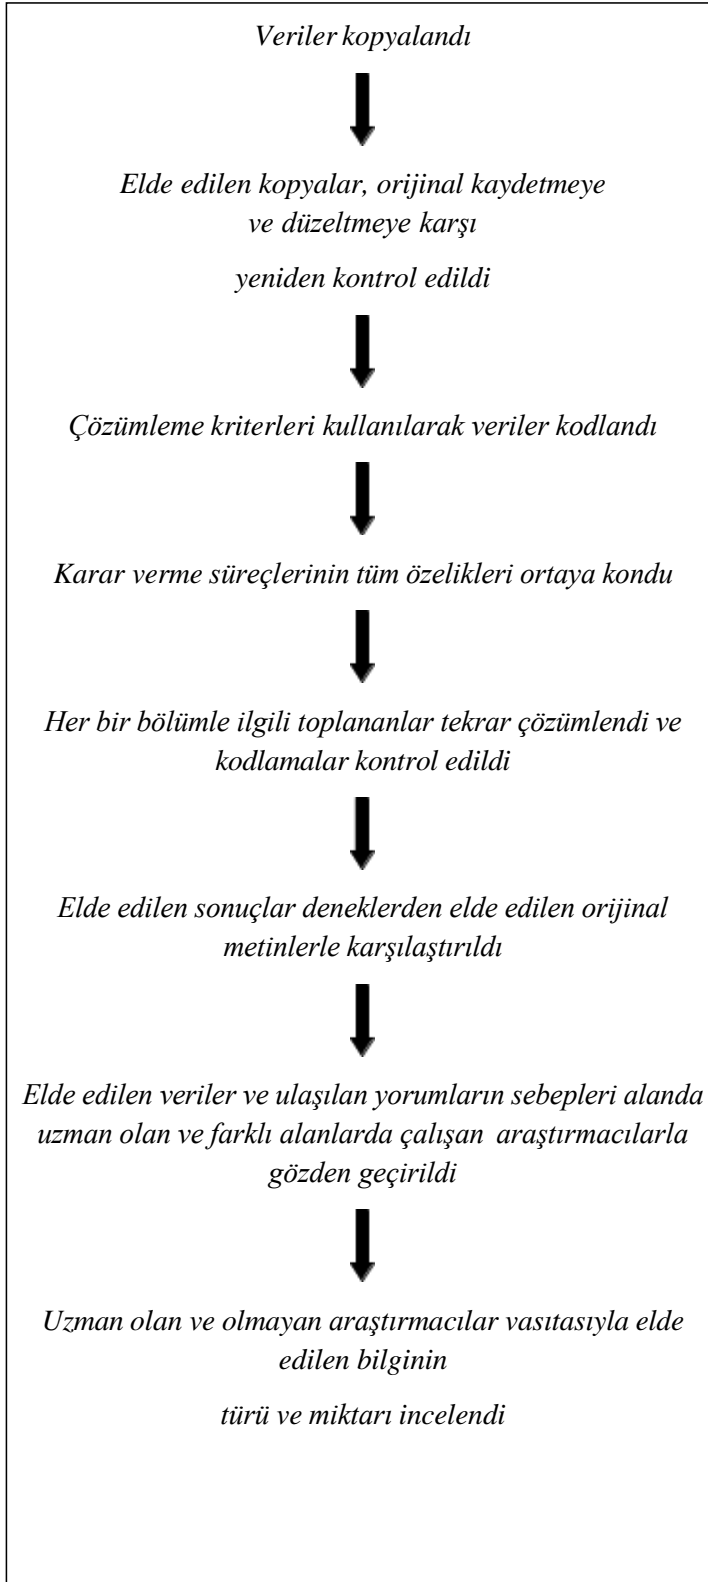 Veriler kopyalandı
Elde edilen kopyalar, orijinal kaydetmeye
ve düzeltmeye karşı
yeniden kontrol edildi
Çözümleme kriterleri kullanılarak veriler kodlandı
Karar verme süreçlerinin tüm özelikleri ortaya kondu
Her bir bölümle ilgili toplananlar tekrar çözümlendi ve
kodlamalar kontrol edildi
Elde edilen sonuçlar deneklerden elde edilen orijinal
metinlerle karşılaştırıldı
Elde edilen veriler ve ulaşılan yorumların sebepleri alanda
uzman olan ve farklı alanlarda çalışan araştırmacılarla
gözden geçirildi
Uzman olan ve olmayan araştırmacılar vasıtasıyla elde
edilen bilginin
türü ve miktarı incelendi